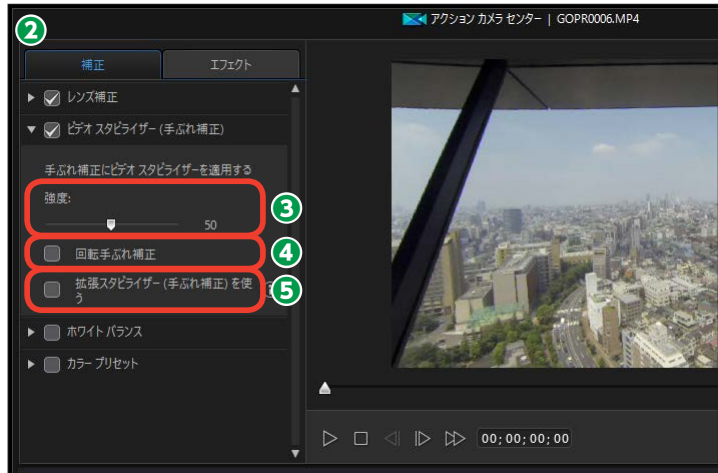 ②
アクション カメラ センター | GOPR0006.MP4
補正
エフェクト
レンズ補正
ビデオ スタビライザー (手ぶれ補正)
手ぶれ補正にビデオ スタビライザーを適用する
強度:
③
50
回転手ぶれ補正
④
拡張スタビライザー (手ぶれ補正) を使
う
⑤
ホワイト バランス
カラー プリセット
00;00;00;00